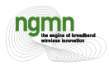 ngmn
the engine of broadband
wireless innovation